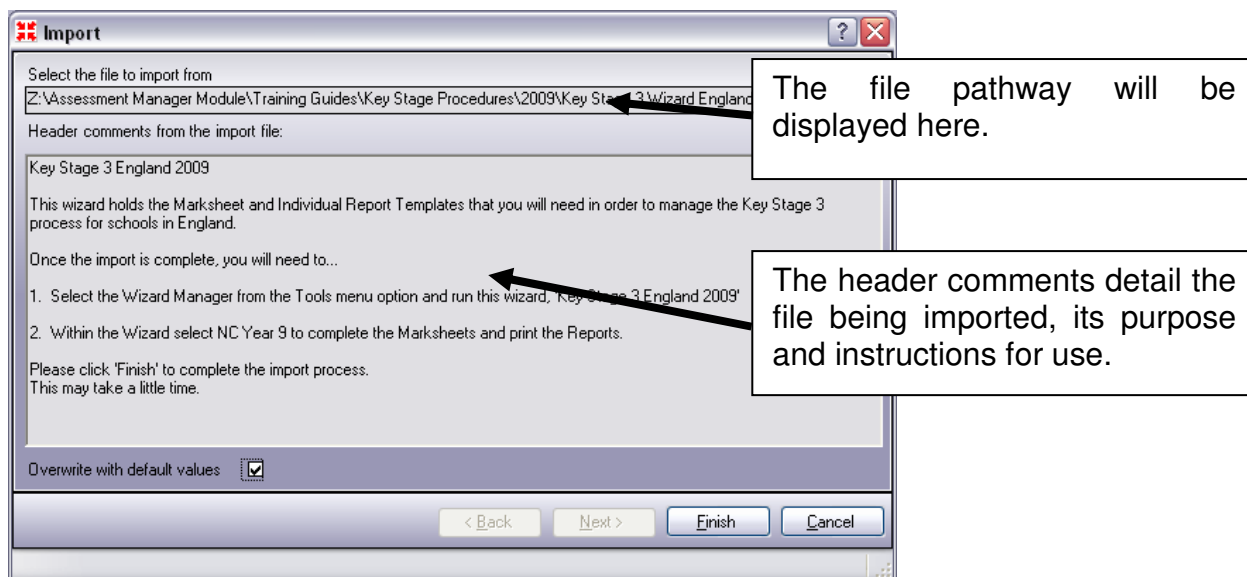 Import
Select the file to import from
Z:\Assessment Manager Module\Training Guides\Key Stage Procedures\2009\Key Stage 3 Wizard England
Header comments from the import file:
Key Stage 3 England 2009
This wizard holds the Marksheet and Individual Report Templates that you will need in order to manage the Key Stage 3
process for schools in England.
Once the import is complete, you will need to...
1. Select the Wizard Manager from the Tools menu option and run this wizard, 'Key Stage 3 England 2009'
2. Within the Wizard select NC Year 9 to complete the Marksheets and print the Reports.
Please click 'Finish' to complete the import process.
This may take a little time.
Overwrite with default values
< Back Next > Finish Cancel
The file pathway will be
displayed here.
The header comments detail the
file being imported, its purpose
and instructions for use.